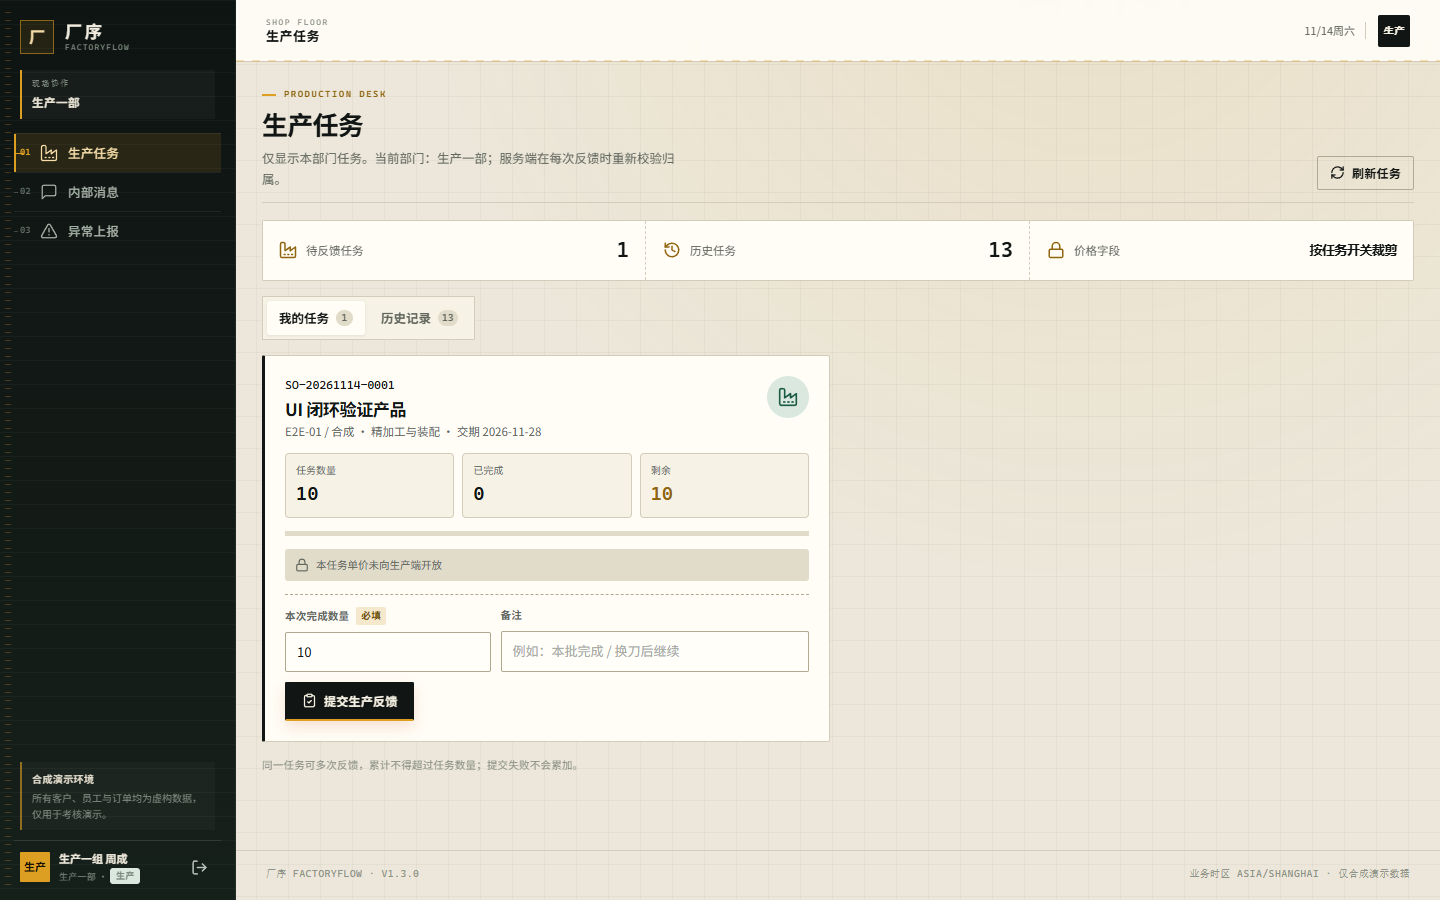 厂 厂序
FACTORYFLOW
现场协作
生产一部
01 生产任务
02 内部消息
03 异常上报
合成演示环境
所有客户、员工与订单均为虚构数据，
仅用于考核演示。
生产 生产一组 周成
生产一部 · 生产
SHOP FLOOR
生产任务
11/14周六 生产
PRODUCTION DESK
生产任务
仅显示本部门任务。当前部门：生产一部；服务端在每次反馈时重新校验归
属。
刷新任务
待反馈任务 1 历史任务 13 价格字段 按任务开关裁剪
我的任务 1 历史记录 13
SO-20261114-0001
UI 闭环验证产品
E2E-01 / 合成 · 精加工与装配 · 交期 2026-11-28
任务数量 已完成 剩余
10 0 10
本任务单价未向生产端开放
本次完成数量 必填 备注
10 例如：本批完成 / 换刀后继续
提交生产反馈
同一任务可多次反馈，累计不得超过任务数量；提交失败不会累加。
厂序 FACTORYFLOW · V1.3.0 业务时区 ASIA/SHANGHAI · 仅合成演示数据